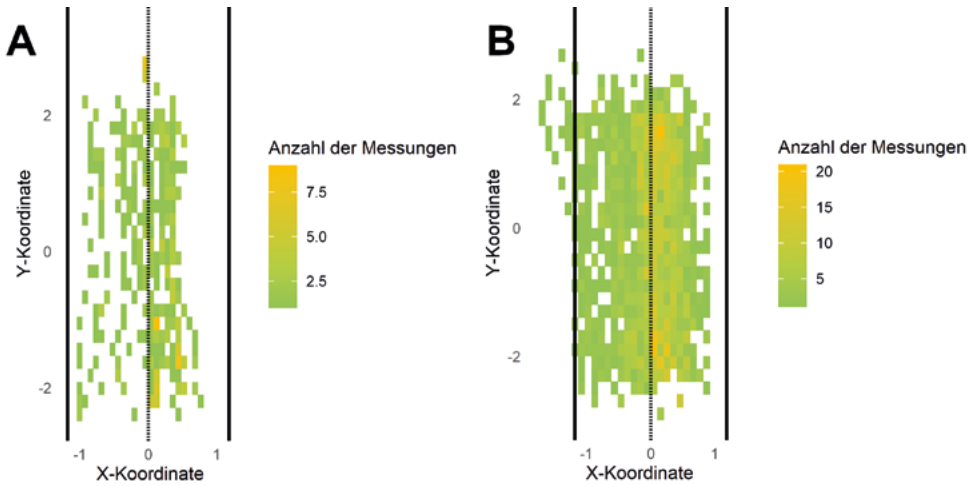 A
Y-Koordinate
2
0
-2
-1 0 1
X-Koordinate
Anzahl der Messungen
7.5
5.0
2.5
B
Y-Koordinate
2
0
-2
-1 0 1
X-Koordinate
Anzahl der Messungen
20
15
10
5